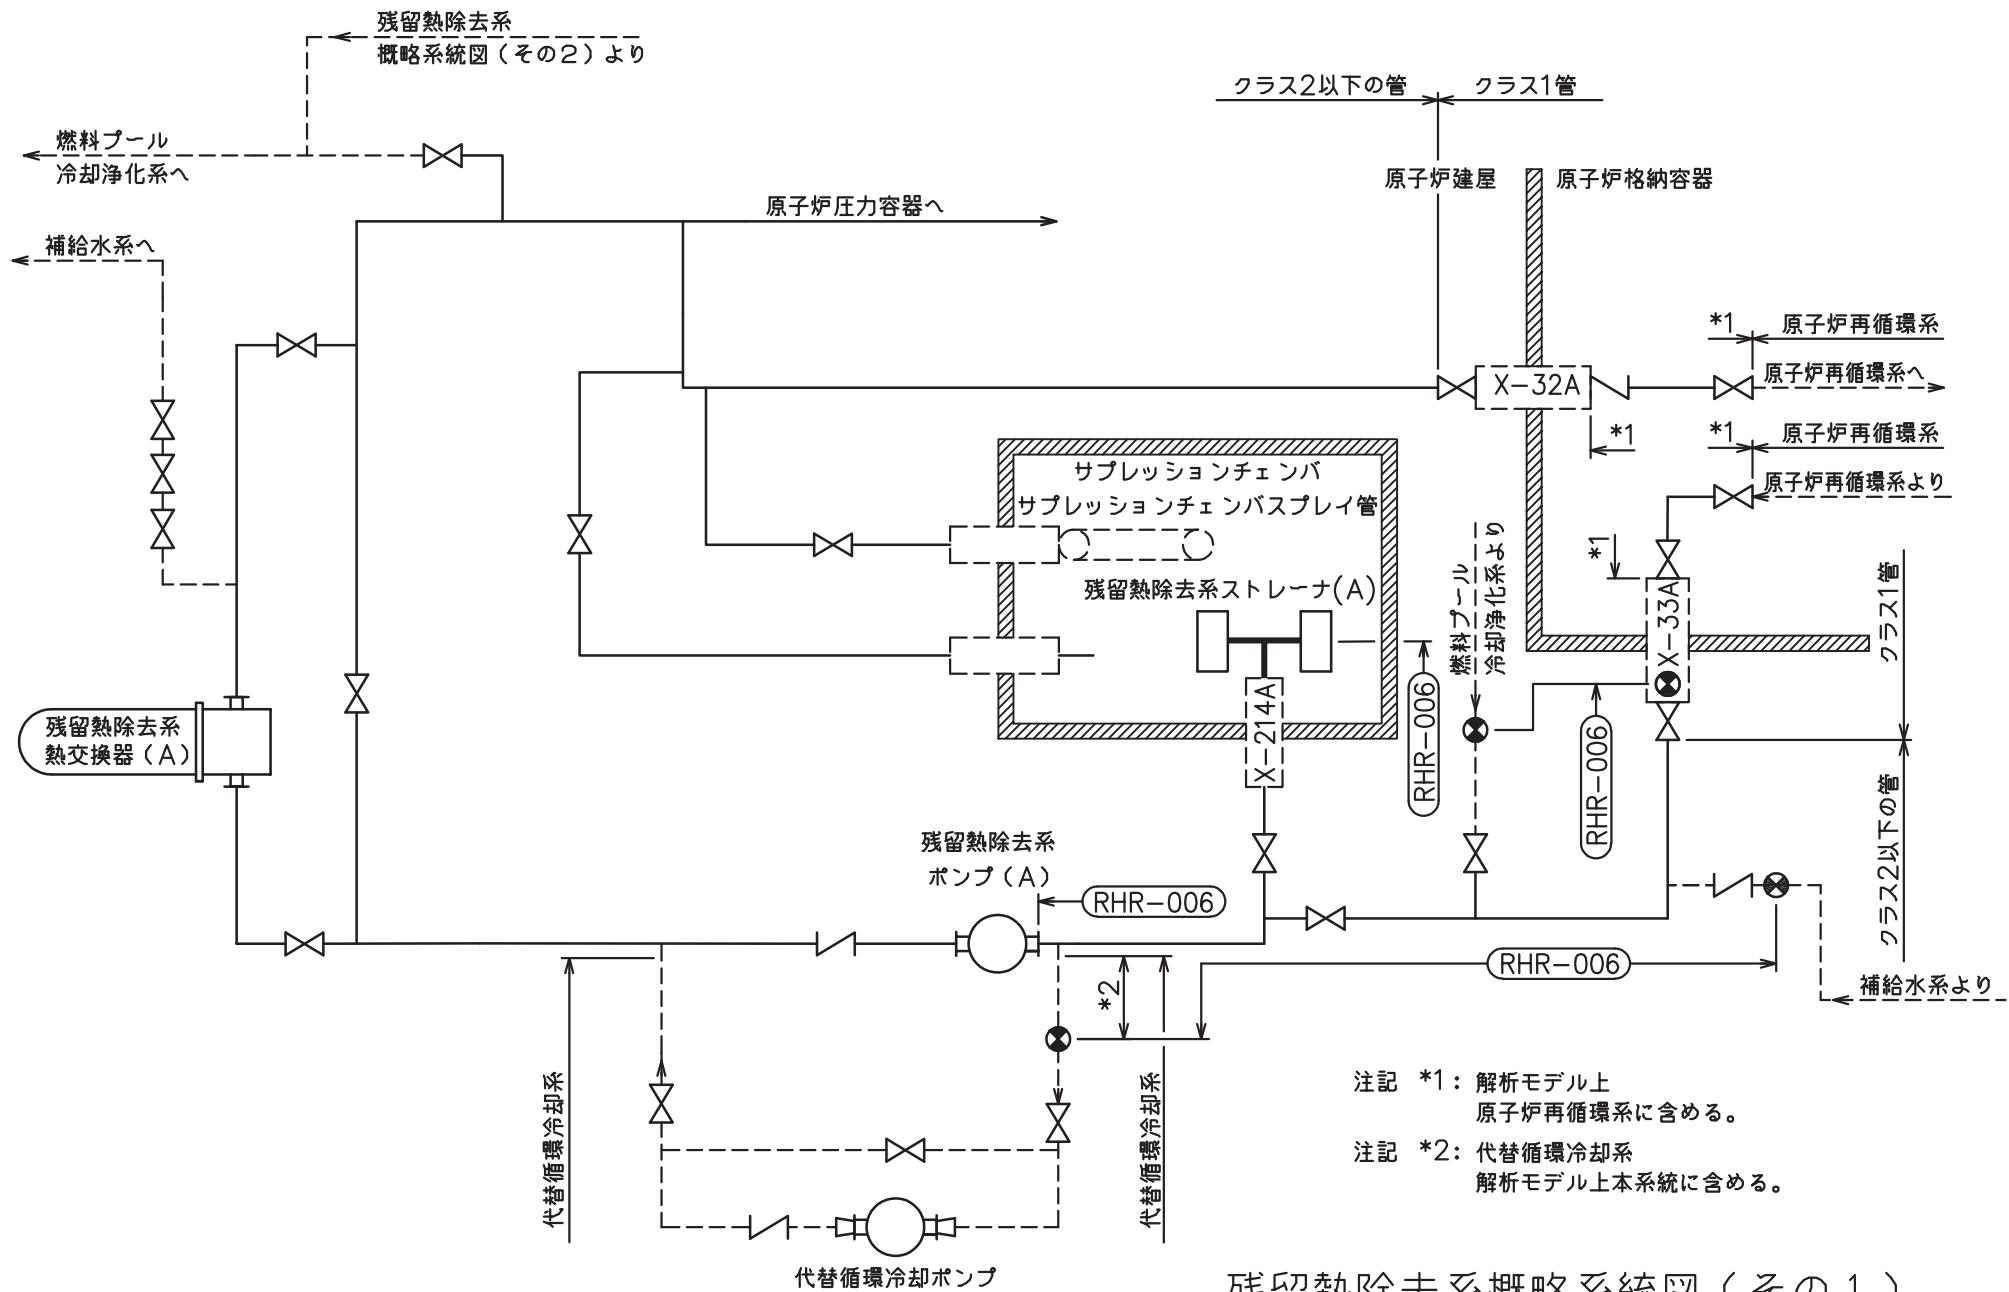 残留熱除去系
概略系統図（その２）より
クラス2以下の管
クラス1管
燃料プール
冷却浄化系へ
原子炉建屋
原子炉格納容器
原子炉圧力容器へ
補給水系へ
*1
原子炉再循環系
原子炉再循環系へ
X-32A
*1
*1
原子炉再循環系
原子炉再循環系より
サプレッションチェンバ
サプレッションチェンバスプレイ管
燃料プール
冷却浄化系より
*1
X-33A
クラス1管
残留熱除去系ストレーナ(A)
RHR-006
X-214A
RHR-006
残留熱除去系
熱交換器（A）
クラス2以下の管
残留熱除去系
ポンプ（A）
RHR-006
RHR-006
*2
補給水系より
代替循環冷却系
代替循環冷却系
注記　*1：解析モデル上
原子炉再循環系に含める。
注記　*2：代替循環冷却系
解析モデル上本系統に含める。
代替循環冷却ポンプ
残留熱除去系概略系統図（その１）